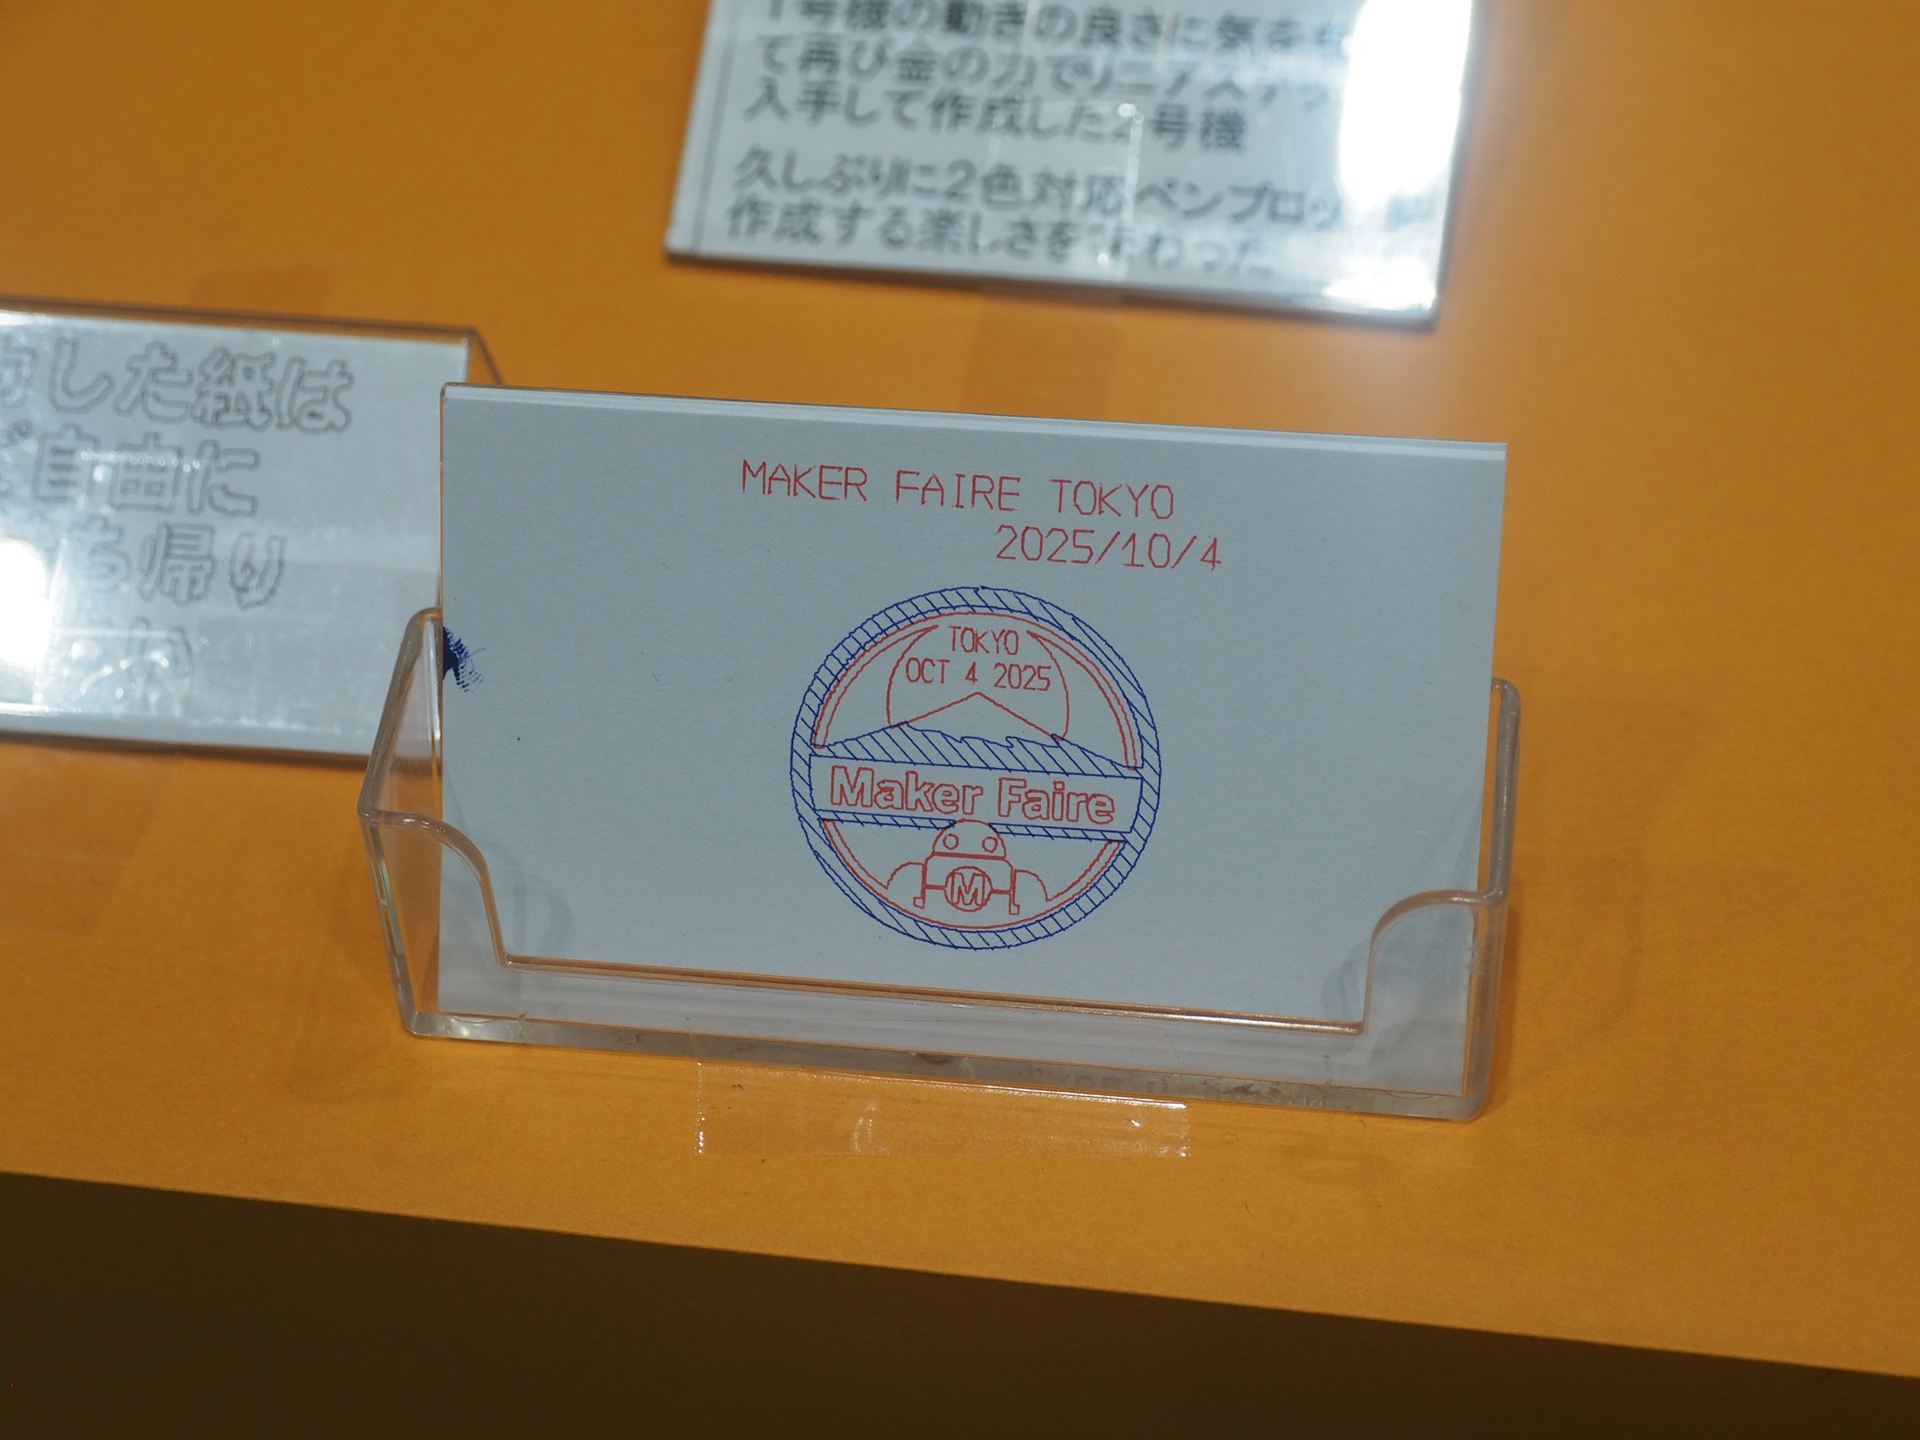 1号機の動きの良さに気を
て再び金の力でリニア
入手して作成した2号機
久しぶりに2色対応ペンプロッ
作成する楽しさを
した紙は
自由に
帰り
MAKER FAIRE TOKYO
2025/10/4
TOKYO
OCT 4 2025
Maker Faire
M